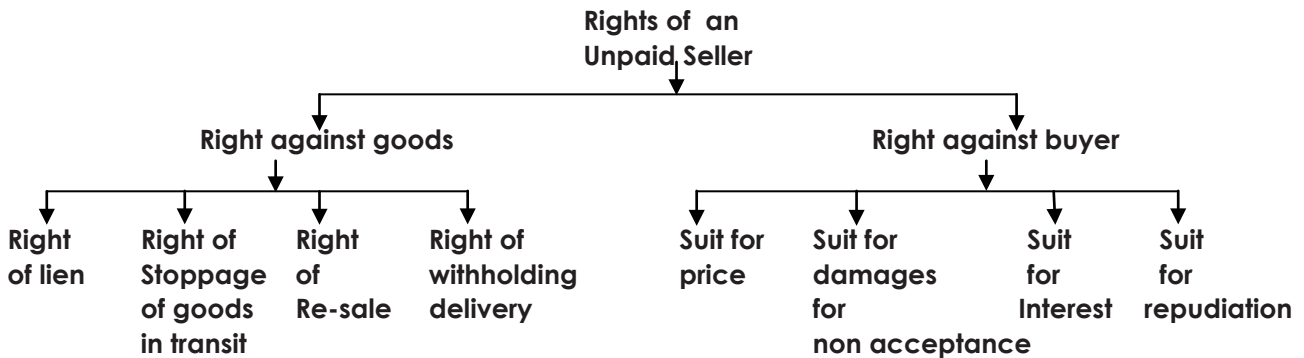 Rights of an
Unpaid Seller
Right against goods
Right against buyer
Right
of lien
Right of
Stoppage
of goods
in transit
Right
of
Re-sale
Right of
withholding
delivery
Suit for
price
Suit for
damages
for
non acceptance
Suit
for
Interest
Suit
for
repudiation